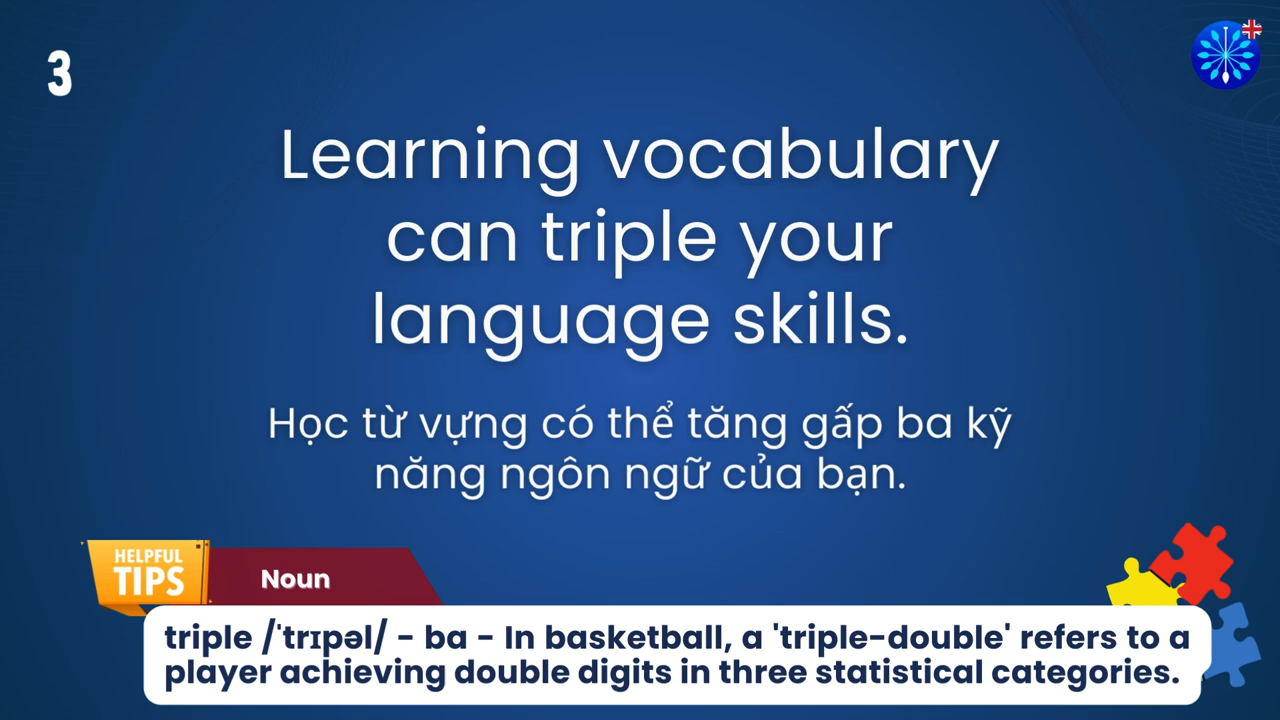 3
Learning vocabulary
can triple your
language skills.
Học từ vựng có thể tăng gấp ba kỹ
năng ngôn ngữ của bạn.
HELPFUL
TIPS
Noun
triple /ˈtrɪpəl/ - ba - In basketball, a 'triple-double' refers to a
player achieving double digits in three statistical categories.